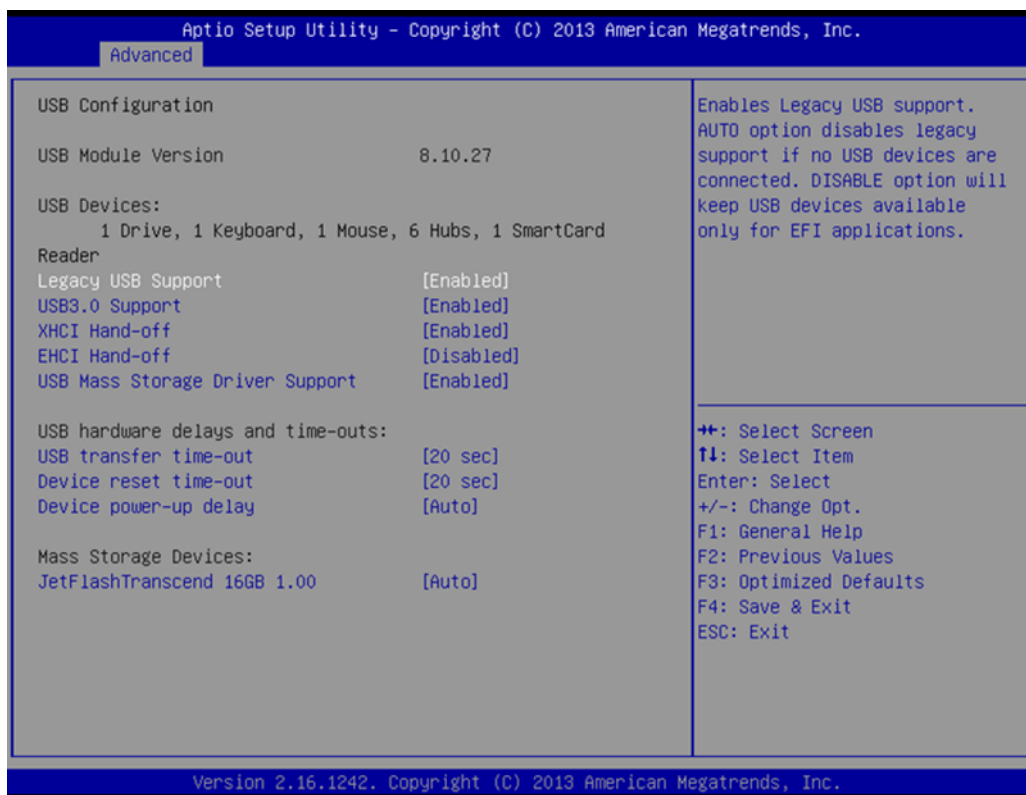 Aptio Setup Utility – Copyright (C) 2013 American Megatrends, Inc.
Advanced
USB Configuration
USB Module Version 8.10.27
USB Devices:
1 Drive, 1 Keyboard, 1 Mouse, 6 Hubs, 1 SmartCard
Reader
Legacy USB Support [Enabled]
USB3.0 Support [Enabled]
XHCI Hand-off [Enabled]
EHCI Hand-off [Disabled]
USB Mass Storage Driver Support [Enabled]
USB hardware delays and time-outs:
USB transfer time-out [20 sec]
Device reset time-out [20 sec]
Device power-up delay [Auto]
Mass Storage Devices:
JetFlashTranscend 16GB 1.00 [Auto]
Enables Legacy USB support.
AUTO option disables legacy
support if no USB devices are
connected. DISABLE option will
keep USB devices available
only for EFI applications.
→←: Select Screen
↑↓: Select Item
Enter: Select
+/-: Change Opt.
F1: General Help
F2: Previous Values
F3: Optimized Defaults
F4: Save & Exit
ESC: Exit
Version 2.16.1242. Copyright (C) 2013 American Megatrends, Inc.